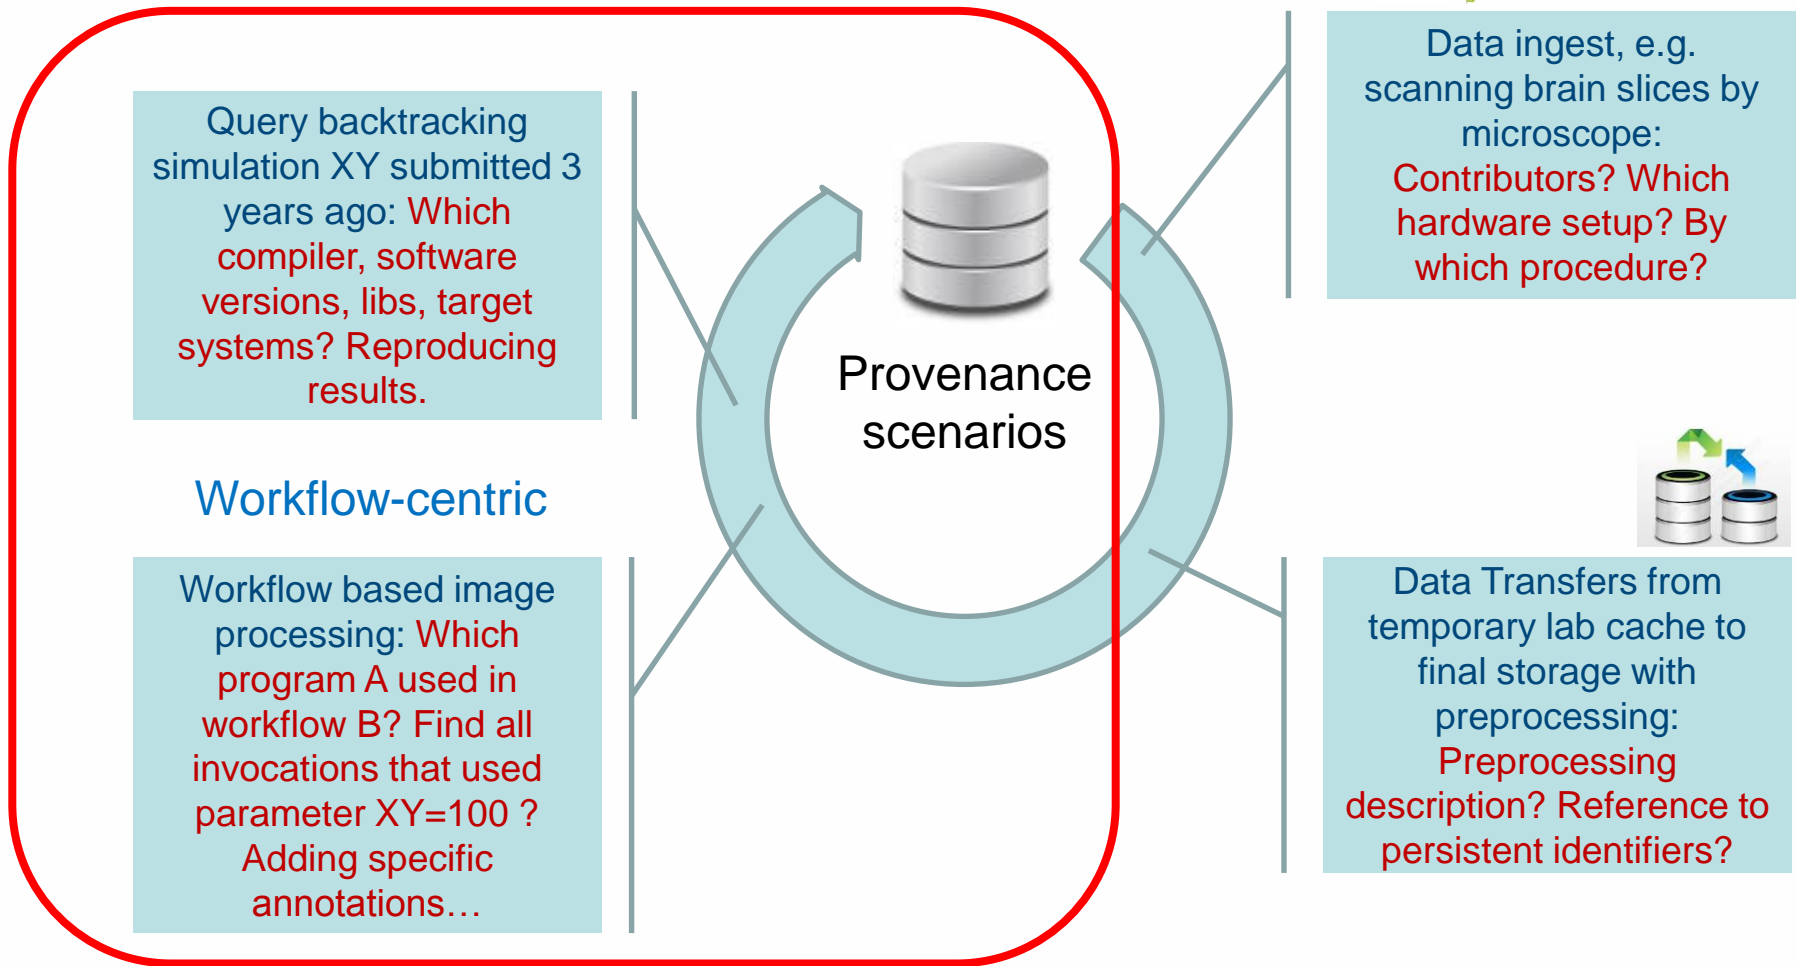 Query backtracking
simulation XY submitted 3
years ago: Which
compiler, software
versions, libs, target
systems? Reproducing
results.
Workflow-centric
Workflow based image
processing: Which
program A used in
workflow B? Find all
invocations that used
parameter XY=100 ?
Adding specific
annotations…
Provenance
scenarios
Data ingest, e.g.
scanning brain slices by
microscope:
Contributors? Which
hardware setup? By
which procedure?
Data Transfers from
temporary lab cache to
final storage with
preprocessing:
Preprocessing
description? Reference to
persistent identifiers?